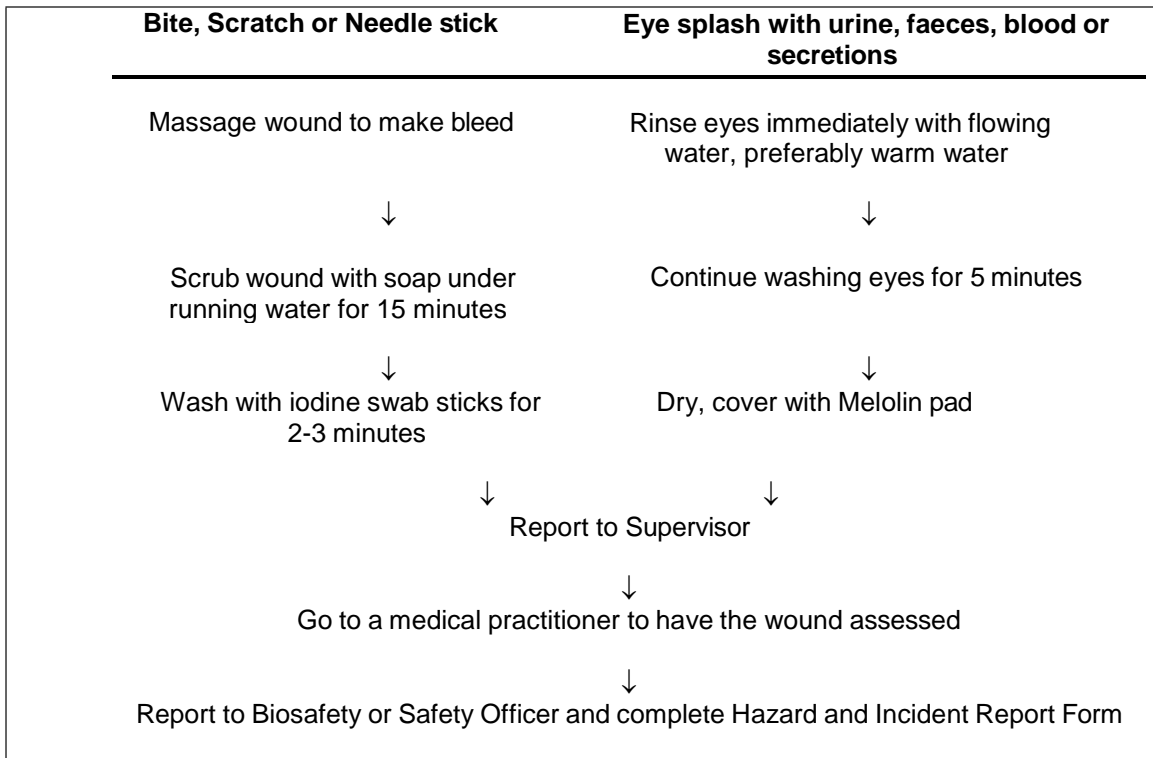 Bite, Scratch or Needle stick
Eye splash with urine, faeces, blood or
secretions
Massage wound to make bleed
Rinse eyes immediately with flowing
water, preferably warm water
↓
↓
Scrub wound with soap under
running water for 15 minutes
Continue washing eyes for 5 minutes
↓
↓
Wash with iodine swab sticks for
2-3 minutes
Dry, cover with Melolin pad
↓
↓
Report to Supervisor
↓
Go to a medical practitioner to have the wound assessed
↓
Report to Biosafety or Safety Officer and complete Hazard and Incident Report Form